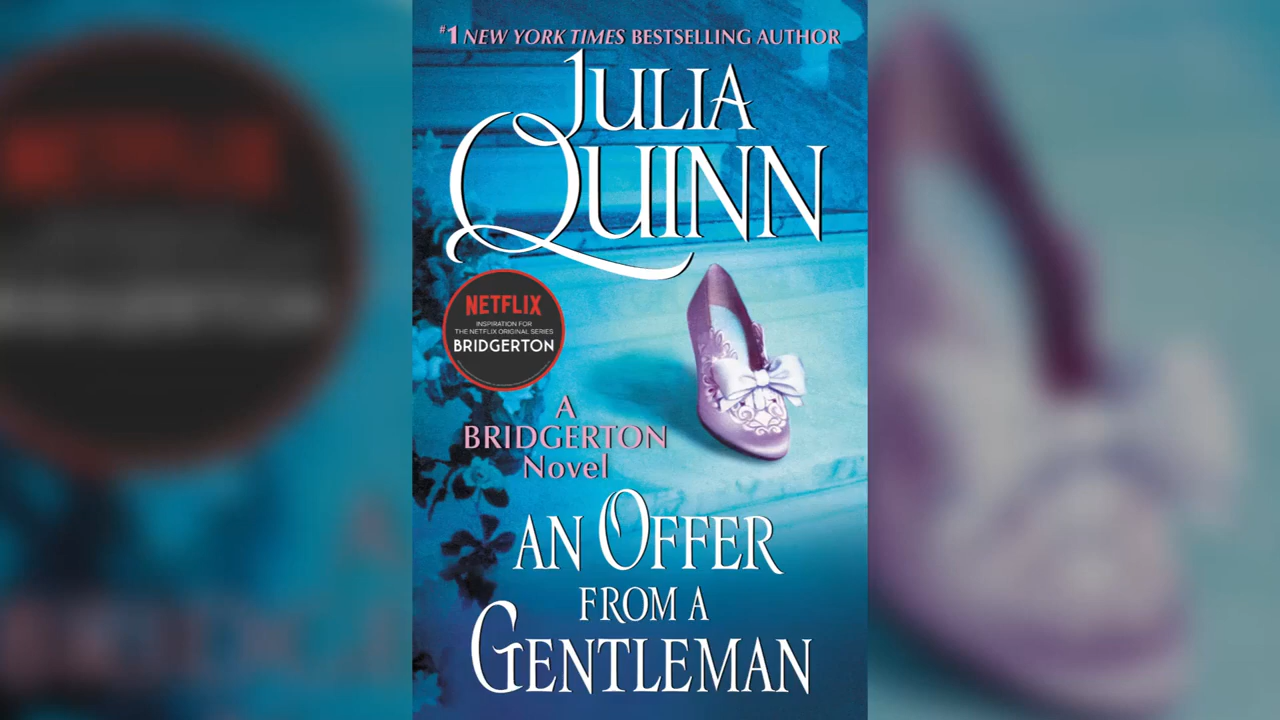 #1 NEW YORK TIMES BESTSELLING AUTHOR
JULIA
QUINN
NETFLIX
INSPIRATION FOR
THE NETFLIX ORIGINAL SERIES
BRIDGERTON
A
BRIDGERTON
Novel
AN OFFER
FROM A
GENTLEMAN